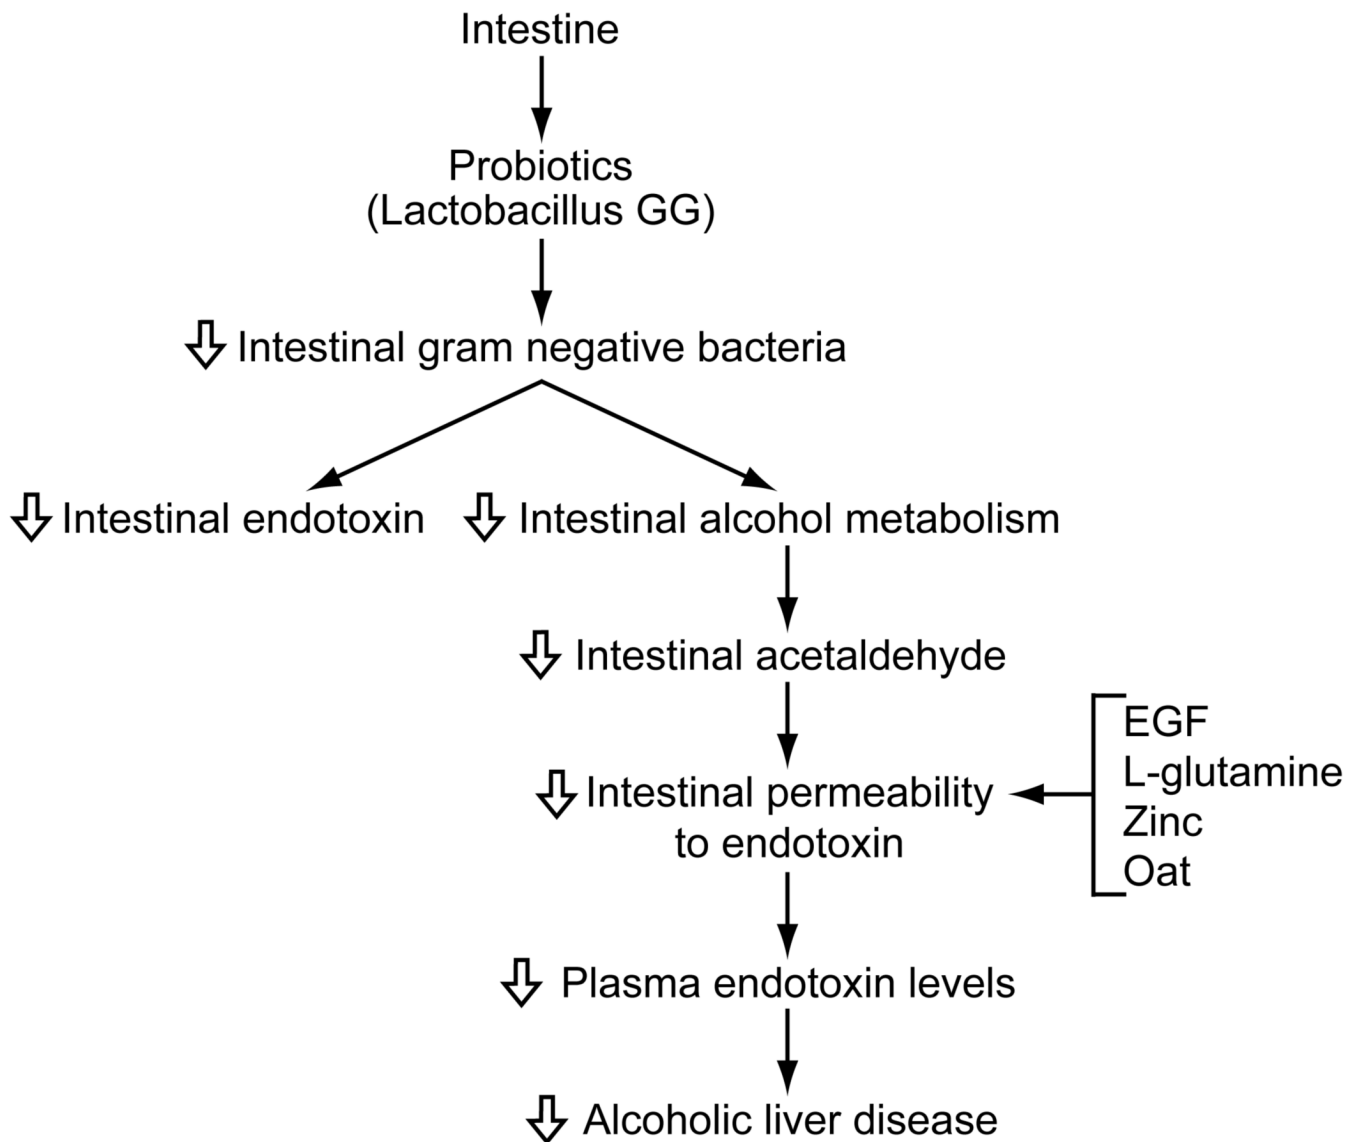 Intestine
Probiotics
(Lactobacillus GG)
Intestinal gram negative bacteria
Intestinal endotoxin
Intestinal alcohol metabolism
Intestinal acetaldehyde
Intestinal permeability
to endotoxin
EGF
L-glutamine
Zinc
Oat
Plasma endotoxin levels
Alcoholic liver disease